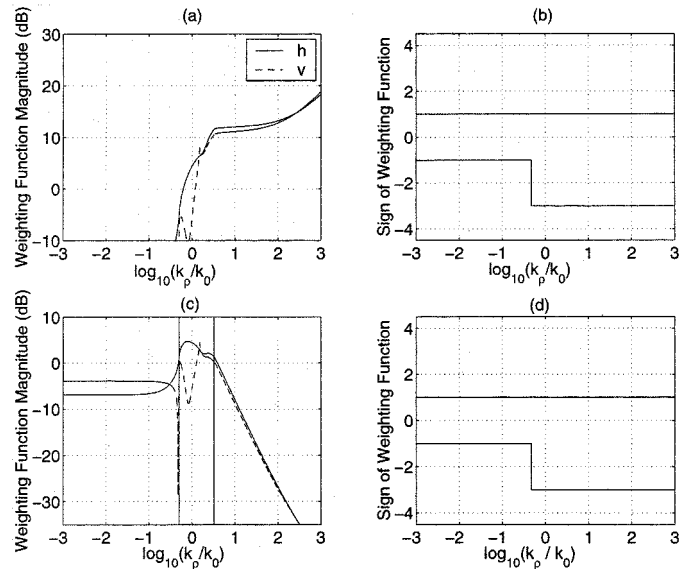 (a)
Weighting Function Magnitude (dB)
30
20
10
0
−10
h
v
−3 −2 −1 0 1 2 3
log10(kρ/k0)
(b)
Sign of Weighting Function
4
2
0
−2
−4
−3 −2 −1 0 1 2 3
log10(kρ/k0)
(c)
Weighting Function Magnitude (dB)
10
0
−10
−20
−30
−3 −2 −1 0 1 2 3
log10(kρ/k0)
(d)
Sign of Weighting Function
4
2
0
−2
−4
−3 −2 −1 0 1 2 3
log10(kρ / k0)